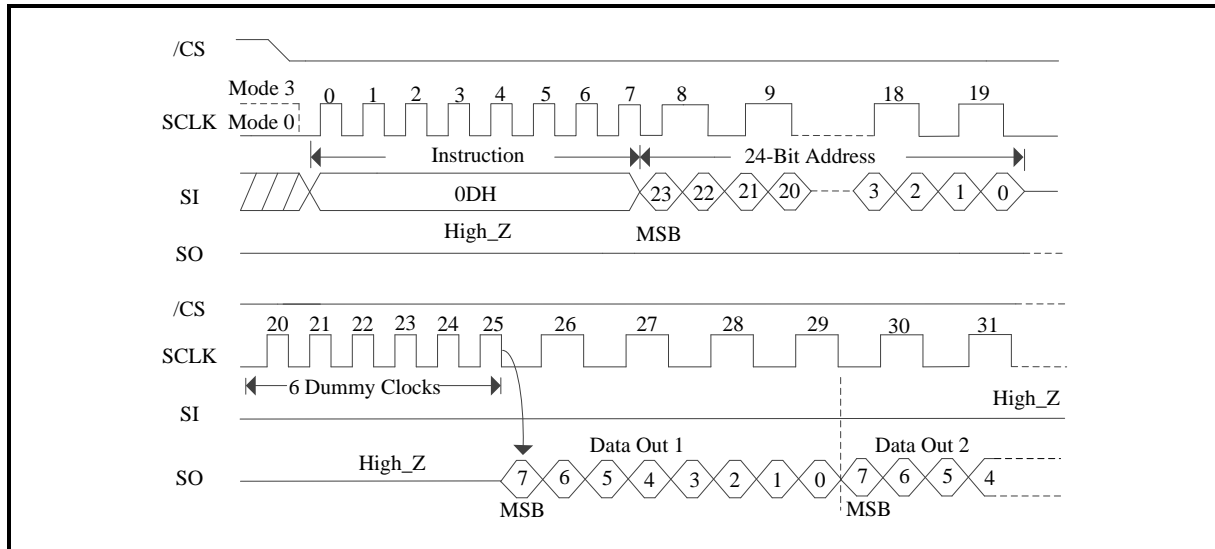 /CS
Mode 3
0 1 2 3 4 5 6 7 8 9 18 19
SCLK Mode 0
Instruction 24-Bit Address
SI 0DH 23 22 21 20 3 2 1 0
High_Z MSB
SO
/CS
20 21 22 23 24 25 26 27 28 29 30 31
SCLK
6 Dummy Clocks
SI High_Z
High_Z Data Out 1 Data Out 2
SO 7 6 5 4 3 2 1 0 7 6 5 4
MSB MSB